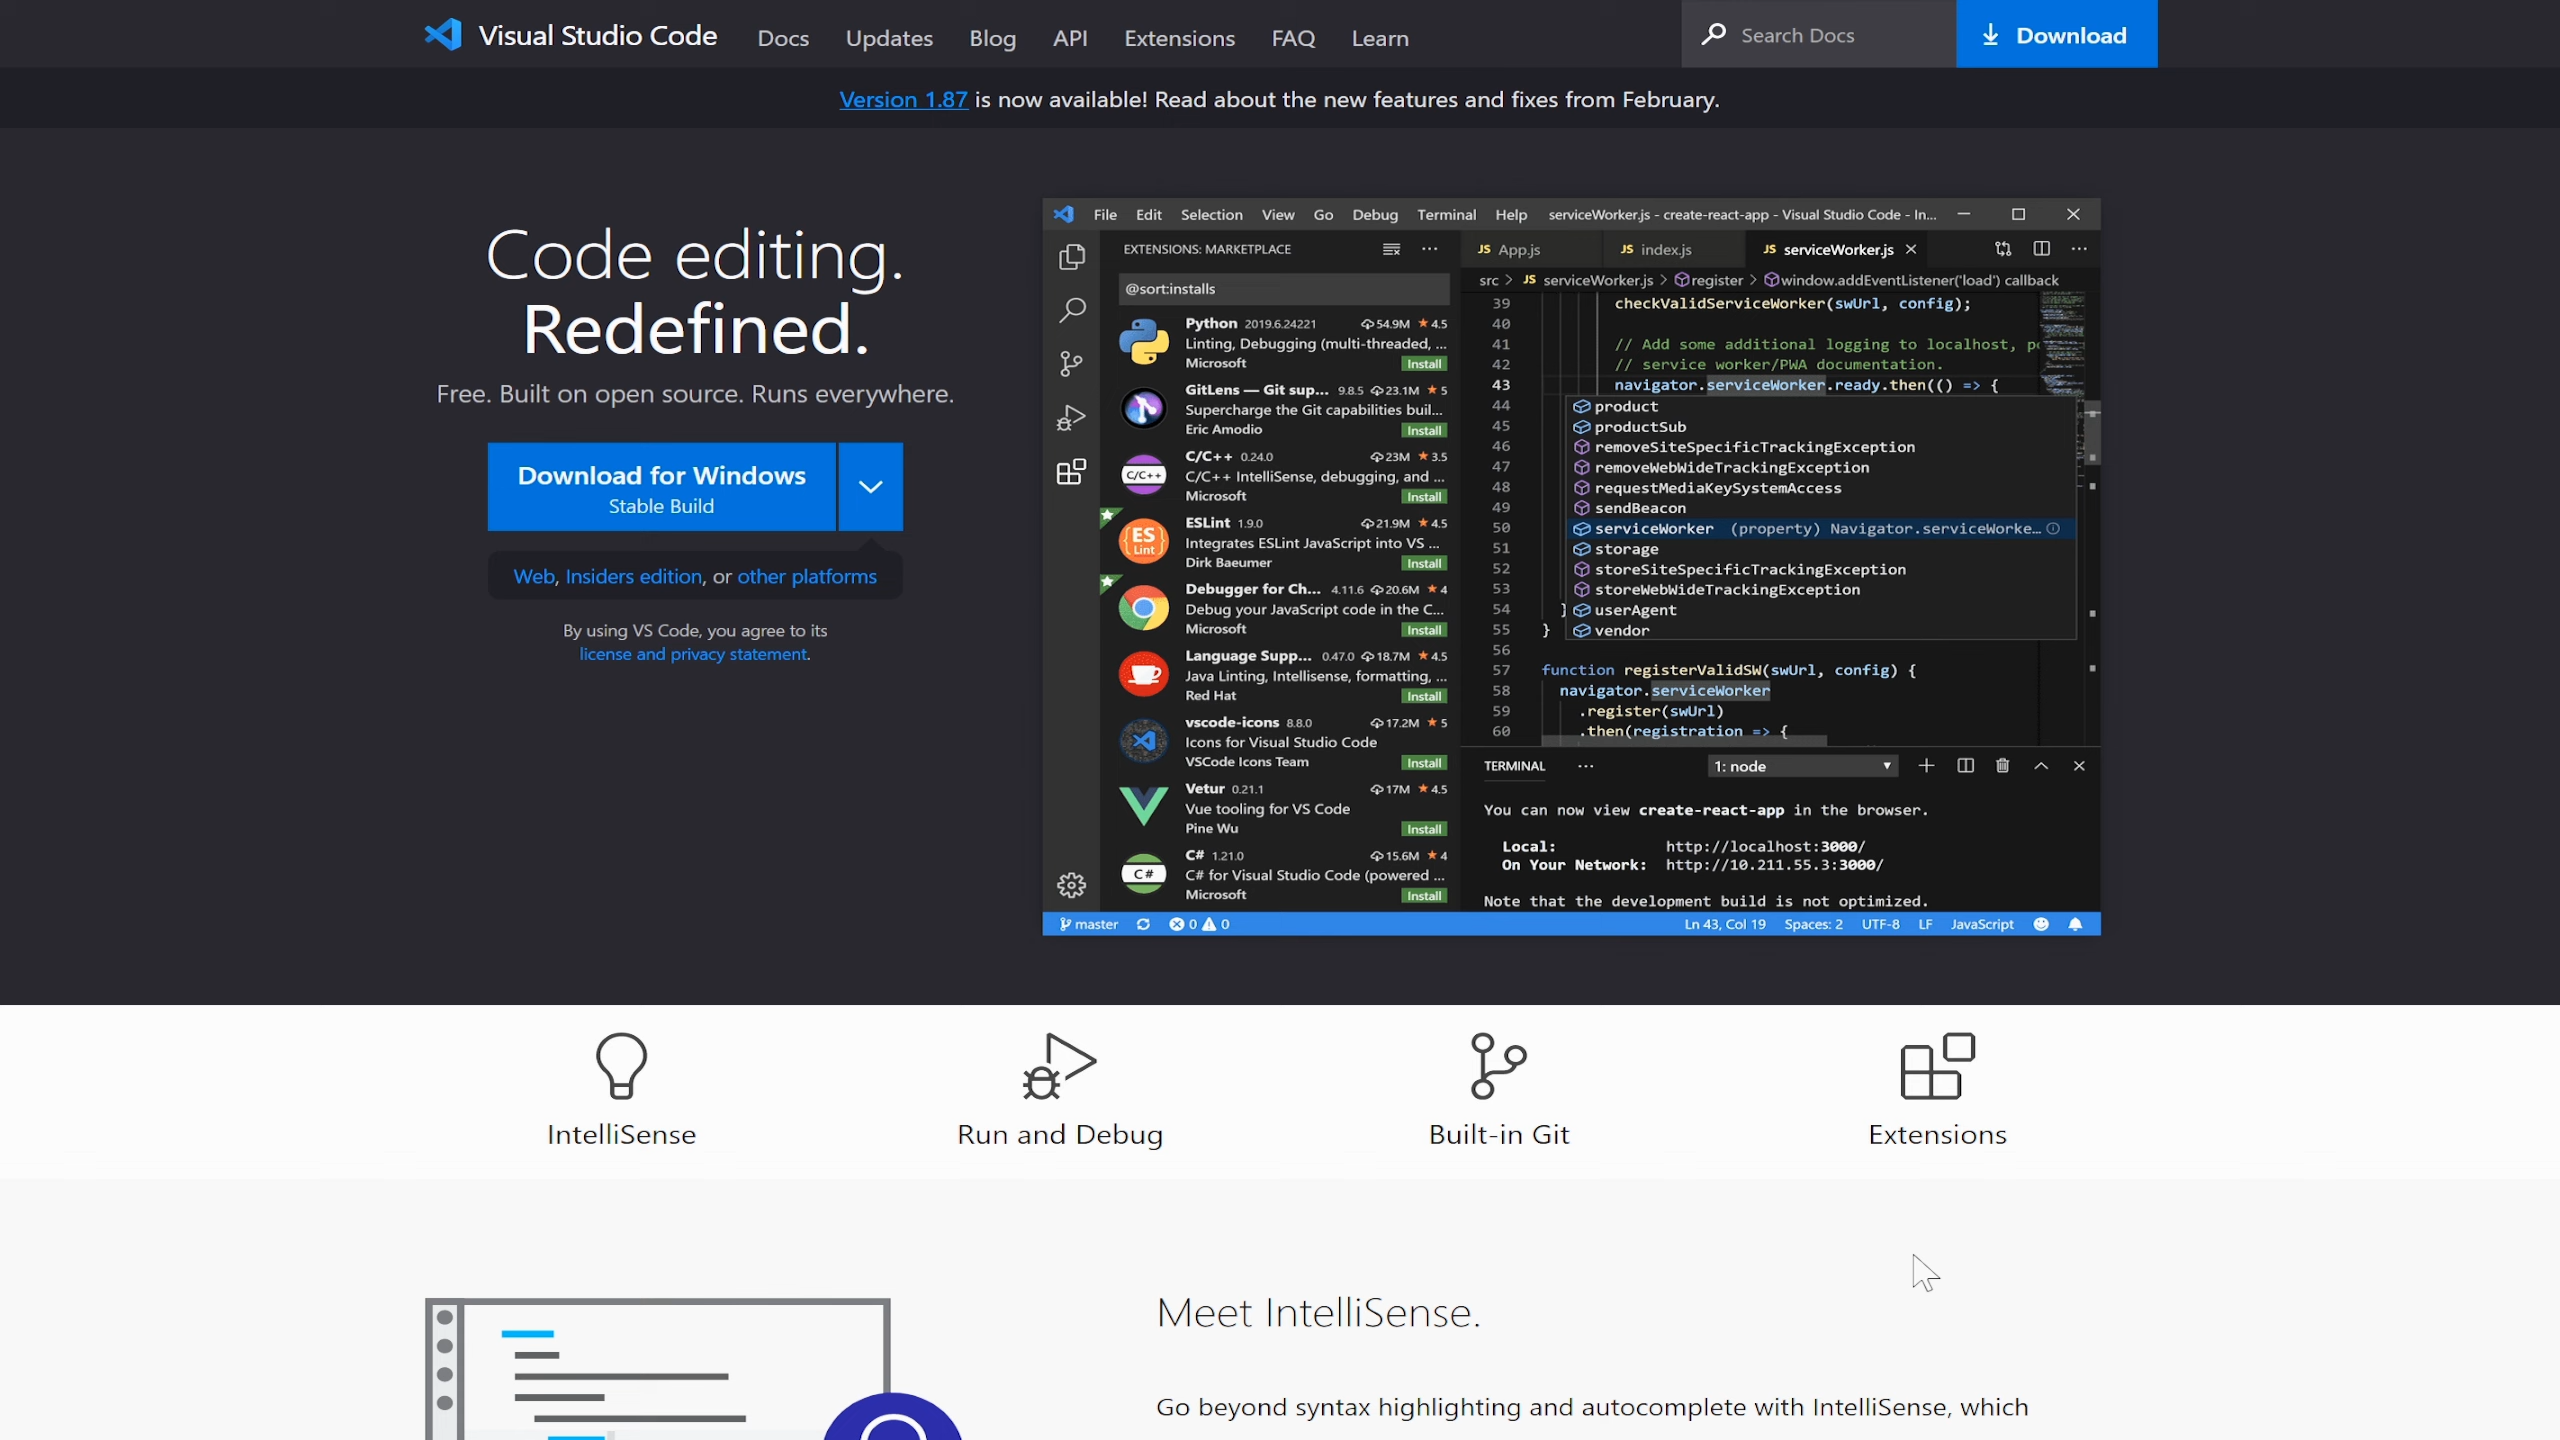 Visual Studio Code Docs Updates Blog API Extensions FAQ Learn Search Docs Download
Version 1.87 is now available! Read about the new features and fixes from February.
Code editing.
Redefined.
Free. Built on open source. Runs everywhere.
Download for Windows
Stable Build
Web, Insiders edition, or other platforms
By using VS Code, you agree to its
license and privacy statement.
File Edit Selection View Go Debug Terminal Help serviceWorker.js - create-react-app - Visual Studio Code - In...
EXTENSIONS: MARKETPLACE
@sort:installs
Python 2019.6.24221 54.9M ★4.5
Linting, Debugging (multi-threaded, ...
Microsoft Install
GitLens — Git sup... 9.8.5 23.1M ★5
Supercharge the Git capabilities buil...
Eric Amodio Install
C/C++
C/C++ 0.24.0 23M ★3.5
C/C++ IntelliSense, debugging, and ...
Microsoft Install
ES
Lint
ESLint 1.9.0 21.9M ★4.5
Integrates ESLint JavaScript into VS ...
Dirk Baeumer Install
Debugger for Ch... 4.11.6 20.6M ★4
Debug your JavaScript code in the C...
Microsoft Install
Language Supp... 0.47.0 18.7M ★4.5
Java Linting, Intellisense, formatting, ...
Red Hat Install
vscode-icons 8.8.0 17.2M ★5
Icons for Visual Studio Code
VSCode Icons Team Install
Vetur 0.21.1 17M ★4.5
Vue tooling for VS Code
Pine Wu Install
C#
C# 1.21.0 15.6M ★4
C# for Visual Studio Code (powered ...
Microsoft Install
JS App.js JS index.js JS serviceWorker.js
src > JS serviceWorker.js > register > window.addEventListener('load') callback
39 checkValidServiceWorker(swUrl, config);
40
41 // Add some additional logging to localhost, p
42 // service worker/PWA documentation.
43 navigator.serviceWorker.ready.then(() => {
44 product
45 productSub
46 removeSiteSpecificTrackingException
47 removeWebWideTrackingException
48 requestMediaKeySystemAccess
49 sendBeacon
50 serviceWorker (property) Navigator.serviceWorke...
51 storage
52 storeSiteSpecificTrackingException
53 storeWebWideTrackingException
54 } userAgent
55 } vendor
56
57 function registerValidSW(swUrl, config) {
58 navigator.serviceWorker
59 .register(swUrl)
60 .then(registration => {
TERMINAL ... 1: node
You can now view create-react-app in the browser.
Local: http://localhost:3000/
On Your Network: http://10.211.55.3:3000/
Note that the development build is not optimized.
master 0 0 Ln 43, Col 19 Spaces: 2 UTF-8 LF JavaScript
IntelliSense Run and Debug Built-in Git Extensions
Meet IntelliSense.
Go beyond syntax highlighting and autocomplete with IntelliSense, which